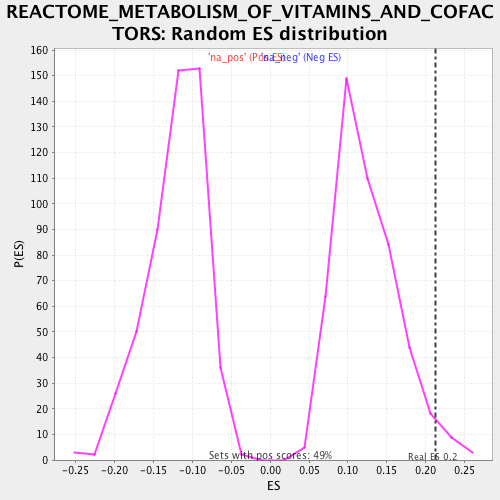 REACTOME_METABOLISM_OF_VITAMINS_AND_COFAC
TORS: Random ES distribution
'na_pos' (Pos ES) 'na_neg' (Neg ES)
160
150
140
130
120
110
100
90
80
70
60
50
40
30
20
10
0
P(ES)
Sets with pos scores: 49%
Real ES 0.2
-0.25 -0.20 -0.15 -0.10 -0.05 0.00 0.05 0.10 0.15 0.20 0.25
ES